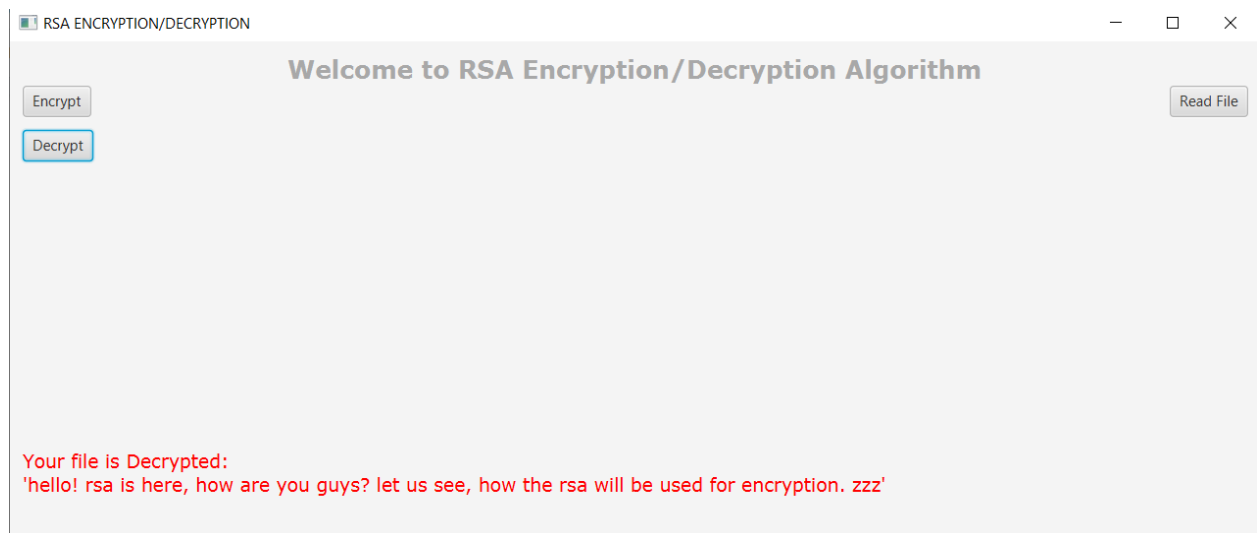 RSA ENCRYPTION/DECRYPTION
Welcome to RSA Encryption/Decryption Algorithm
Encrypt
Read File
Decrypt
Your file is Decrypted:
'hello! rsa is here, how are you guys? let us see, how the rsa will be used for encryption. zzz'